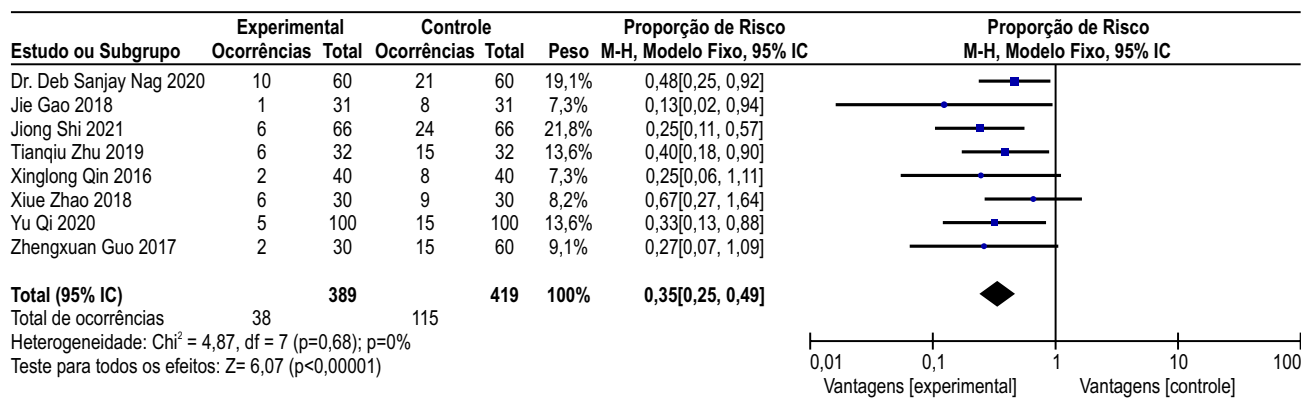 Experimental Controle Proporção de Risco Proporção de Risco
Estudo ou Subgrupo Ocorrências Total Ocorrências Total Peso M-H, Modelo Fixo, 95% IC M-H, Modelo Fixo, 95% IC
Dr. Deb Sanjay Nag 2020 10 60 21 60 19,1% 0,48[0,25, 0,92]
Jie Gao 2018 1 31 8 31 7,3% 0,13[0,02, 0,94]
Jiong Shi 2021 6 66 24 66 21,8% 0,25[0,11, 0,57]
Tianqiu Zhu 2019 6 32 15 32 13,6% 0,40[0,18, 0,90]
Xinglong Qin 2016 2 40 8 40 7,3% 0,25[0,06, 1,11]
Xiue Zhao 2018 6 30 9 30 8,2% 0,67[0,27, 1,64]
Yu Qi 2020 5 100 15 100 13,6% 0,33[0,13, 0,88]
Zhengxuan Guo 2017 2 30 15 60 9,1% 0,27[0,07, 1,09]
Total (95% IC) 389 419 100% 0,35[0,25, 0,49]
Total de ocorrências 38 115
Heterogeneidade: Chi² = 4,87, df = 7 (p=0,68); p=0%
Teste para todos os efeitos: Z= 6,07 (p<0,00001)
0,01 0,1 1 10 100
Vantagens [experimental] Vantagens [controle]